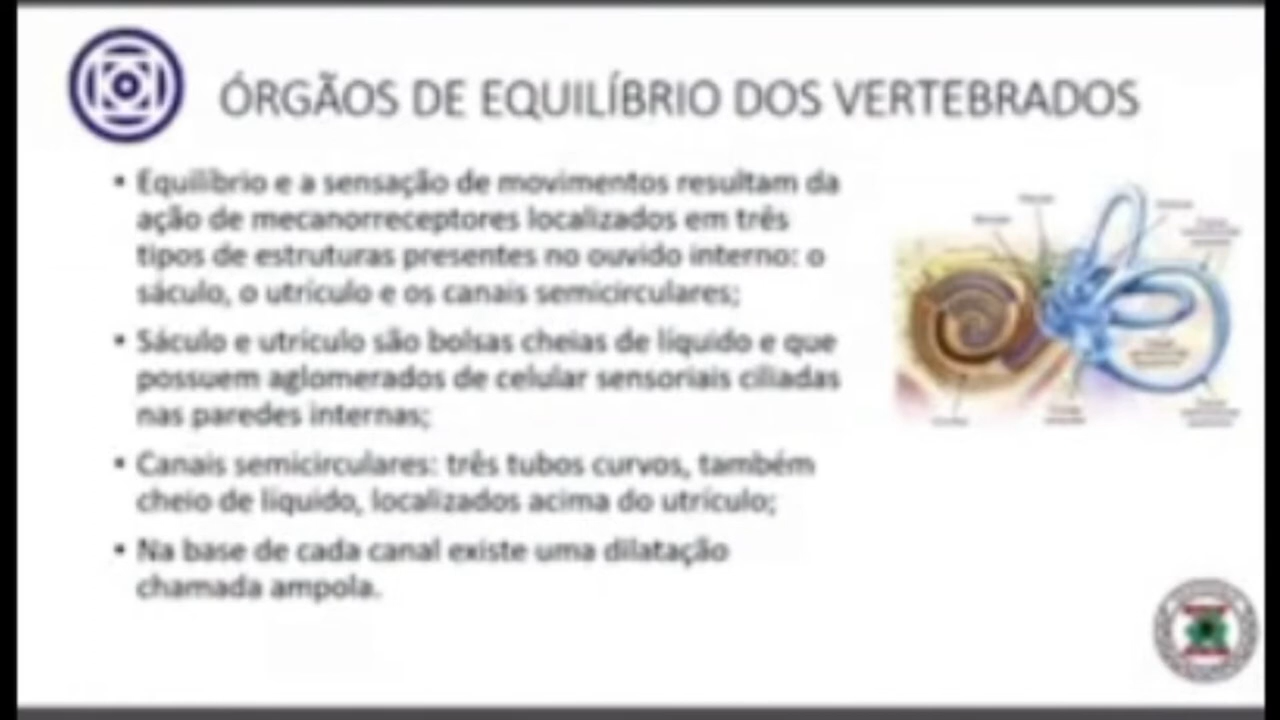 ÓRGÃOS DE EQUILÍBRIO DOS VERTEBRADOS
• Equilíbrio e a sensação de movimentos resultam da
ação de mecanorreceptores localizados em três
tipos de estruturas presentes no ouvido interno: o
sáculo, o utrículo e os canais semicirculares;
• Sáculo e utrículo são bolsas cheias de líquido e que
possuem aglomerados de celular sensoriais ciliadas
nas paredes internas;
• Canais semicirculares: três tubos curvos, também
cheio de líquido, localizados acima do utrículo;
• Na base de cada canal existe uma dilatação
chamada ampola.